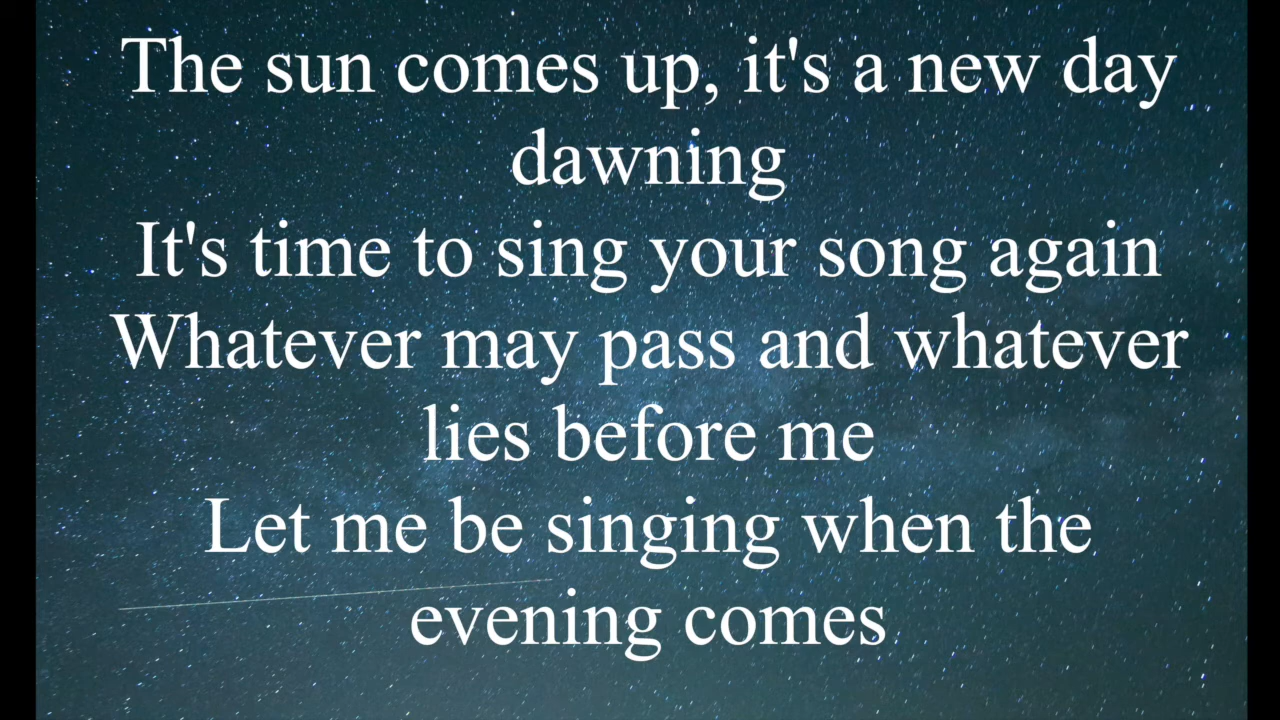 The sun comes up, it's a new day
dawning
It's time to sing your song again
Whatever may pass and whatever
lies before me
Let me be singing when the
evening comes